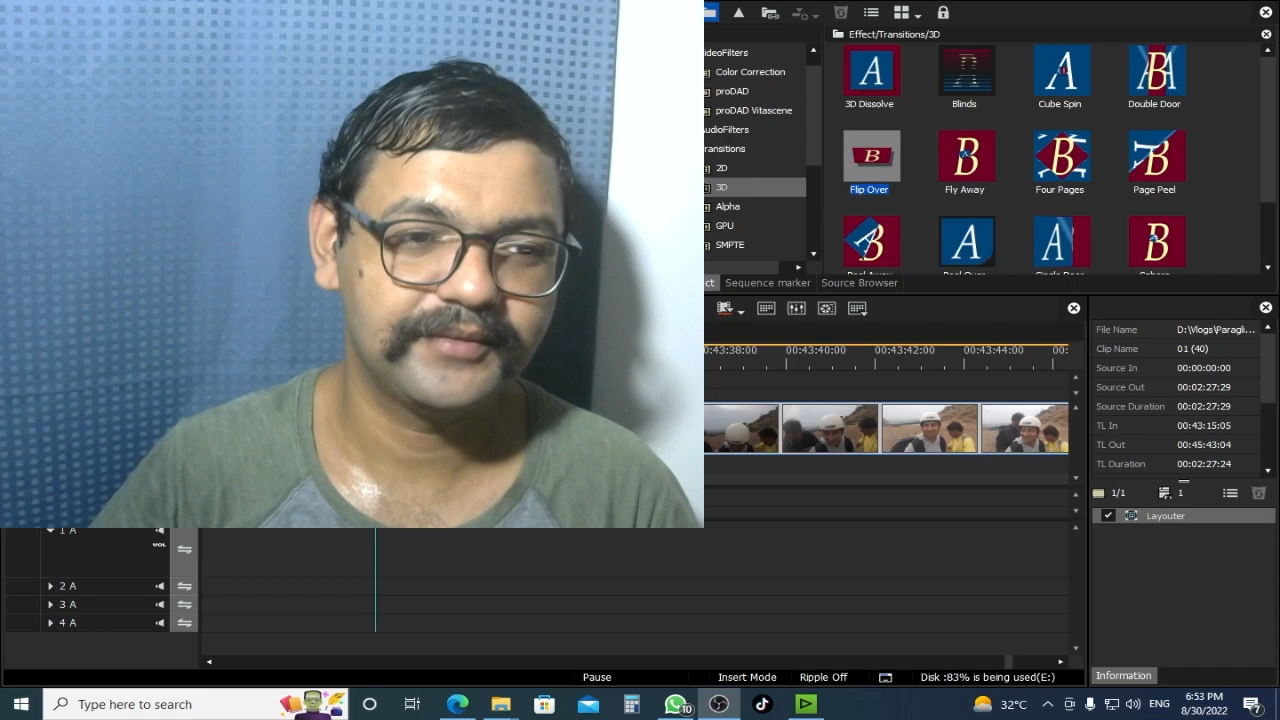 Effect/Transitions/3D
ideoFilters
Color Correction
proDAD
proDAD Vitascene
udioFilters
ransitions
2D
3D
Alpha
GPU
SMPTE
3D Dissolve
Blinds
Cube Spin
Double Door
Flip Over
Fly Away
Four Pages
Page Peel
ct
Sequence marker
Source Browser
0:43:38:00
00:43:40:00
00:43:42:00
00:43:44:00
00:
File Name D:\Vlogs\Paragli...
Clip Name 01 (40)
Source In 00:00:00:00
Source Out 00:02:27:29
Source Duration 00:02:27:29
TL In 00:43:15:05
TL Out 00:45:43:04
TL Duration 00:02:27:24
1/1
1
Layouter
1 A
VOL
2 A
3 A
4 A
Pause
Insert Mode
Ripple Off
Disk :83% is being used(E:)
Information
Type here to search
10
32°C
ENG
6:53 PM
8/30/2022
7